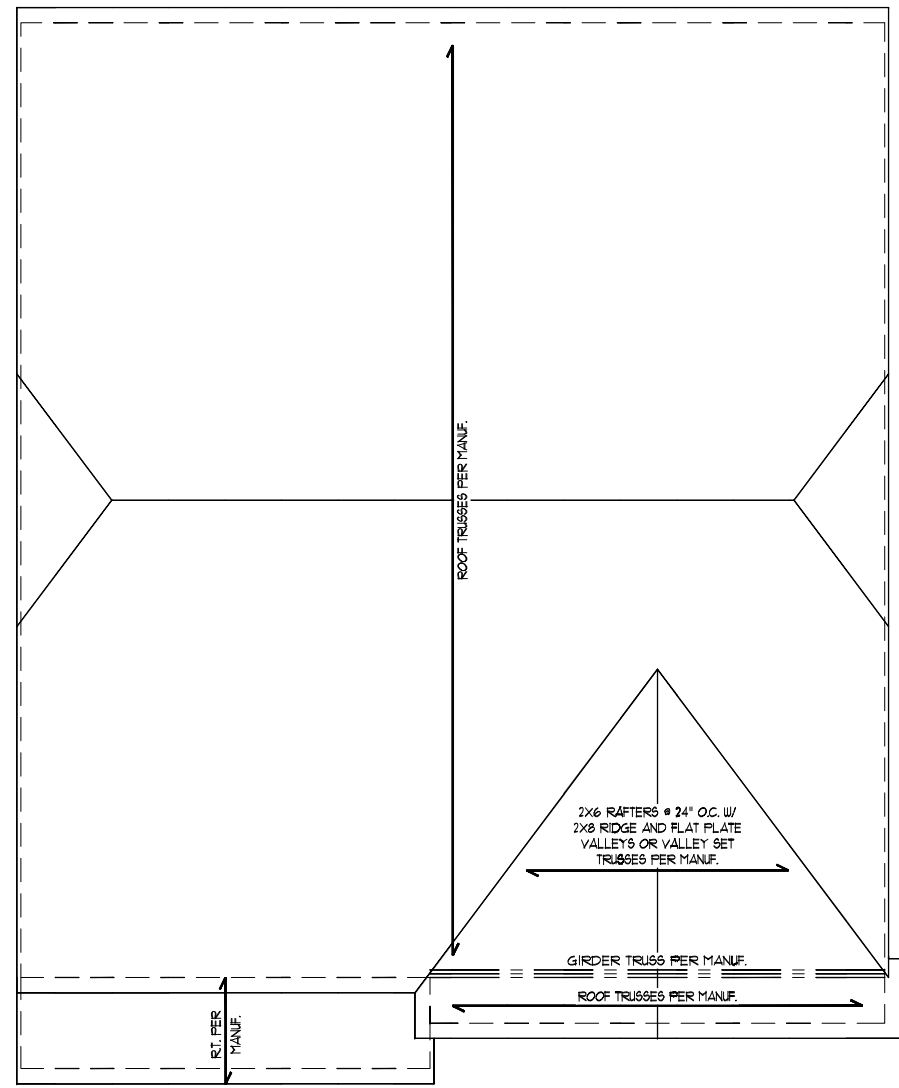 ROOF TRUSSES PER MANUF.
2X6 RAFTERS @ 24" O.C. W/
2X8 RIDGE AND FLAT PLATE
VALLEYS OR VALLEY SET
TRUSSES PER MANUF.
GIRDER TRUSS PER MANUF.
ROOF TRUSSES PER MANUF.
R.T. PER
MANUF.